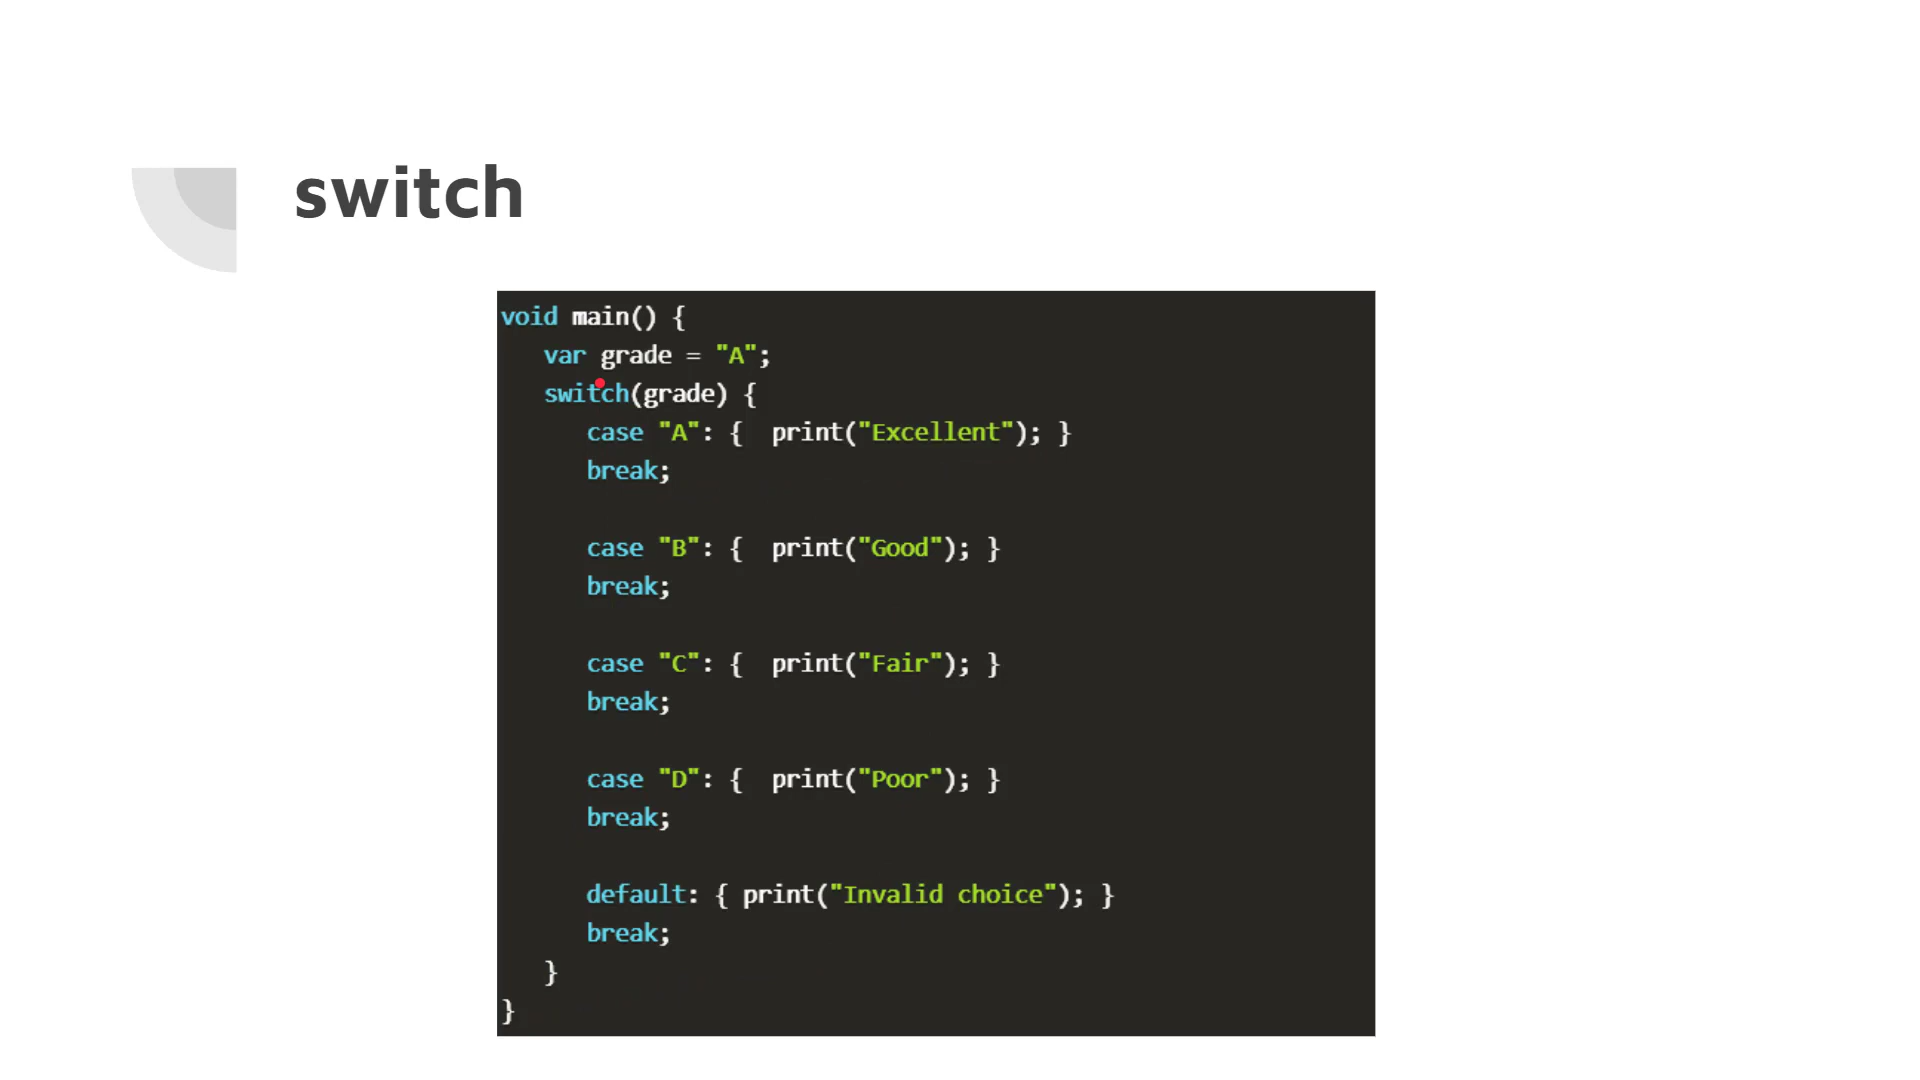 switch
void main() {
   var grade = "A";
   switch(grade) {
      case "A": {  print("Excellent"); }
      break;
      case "B": {  print("Good"); }
      break;
      case "C": {  print("Fair"); }
      break;
      case "D": {  print("Poor"); }
      break;
      default: { print("Invalid choice"); }
      break;
   }
}